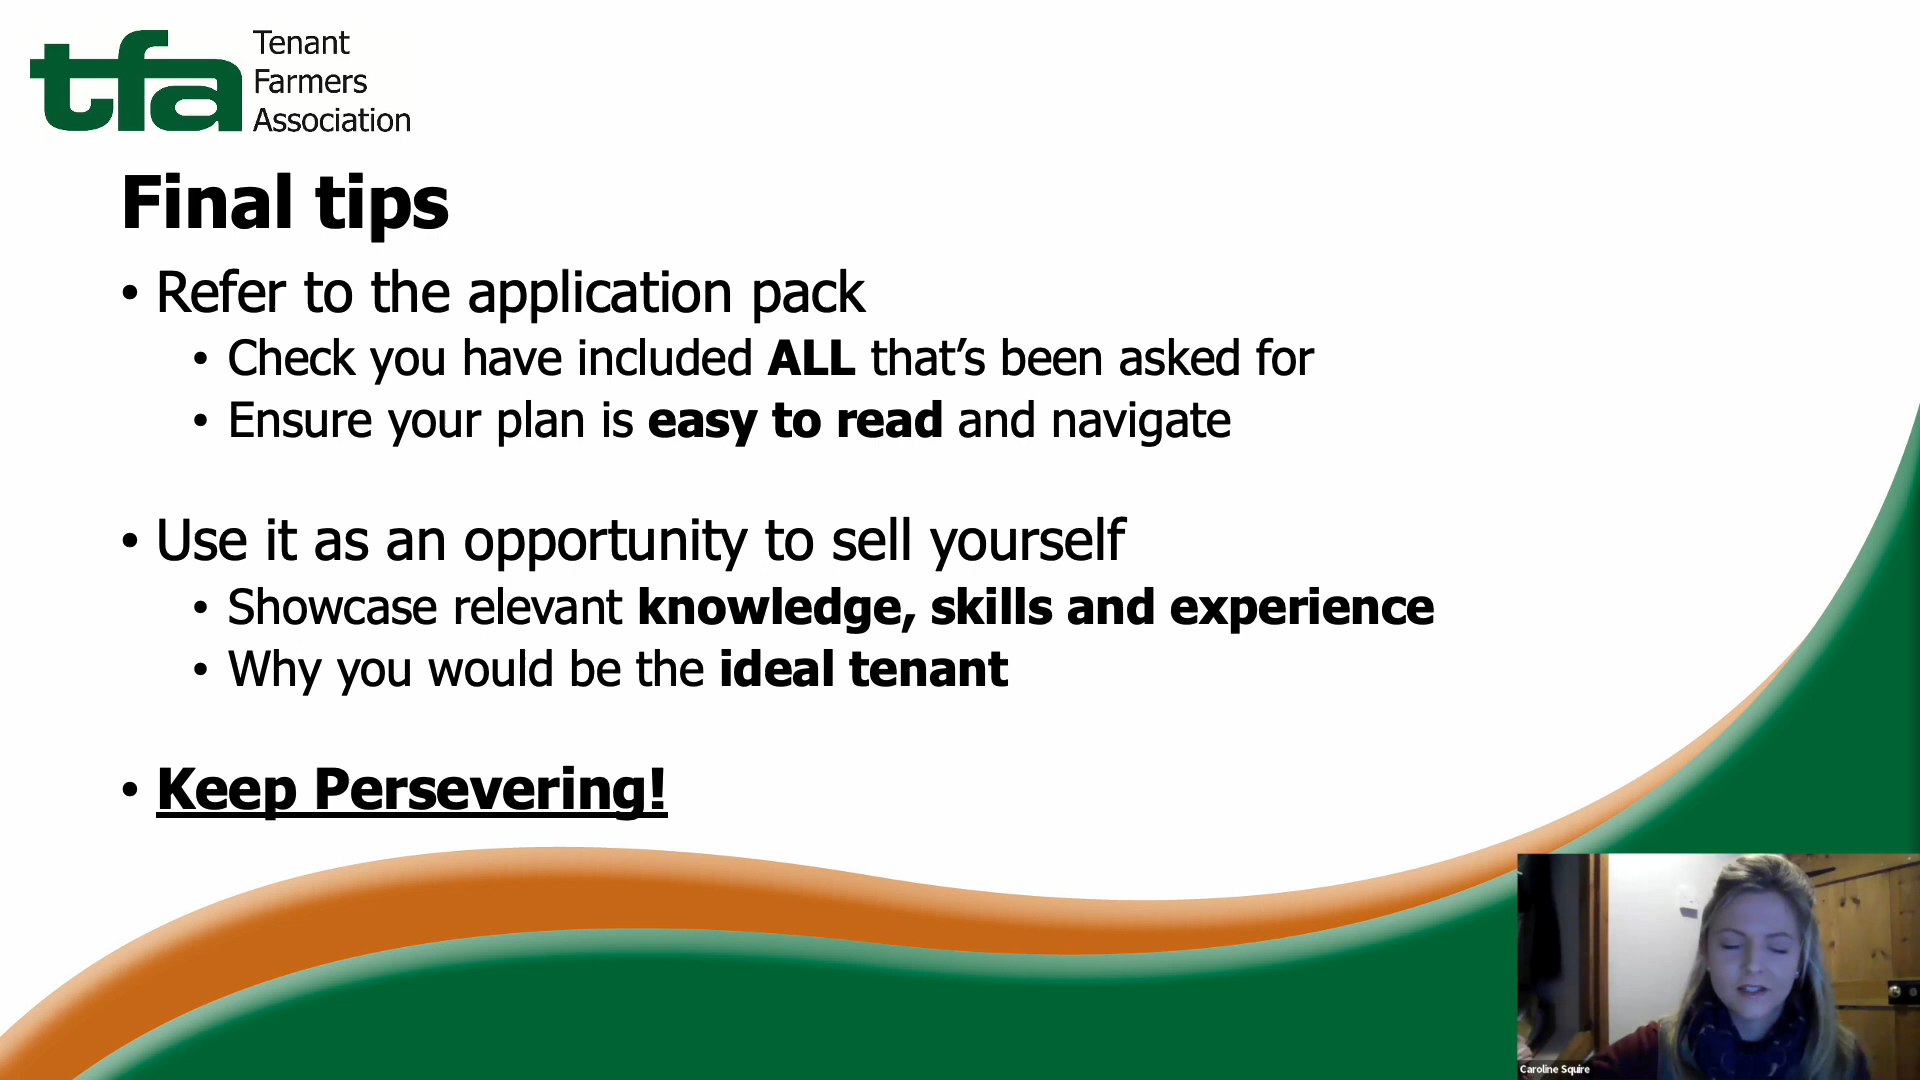 tfa
Tenant
Farmers
Association
Final tips
• Refer to the application pack
• Check you have included ALL that’s been asked for
• Ensure your plan is easy to read and navigate
• Use it as an opportunity to sell yourself
• Showcase relevant knowledge, skills and experience
• Why you would be the ideal tenant
• Keep Persevering!
Caroline Squire